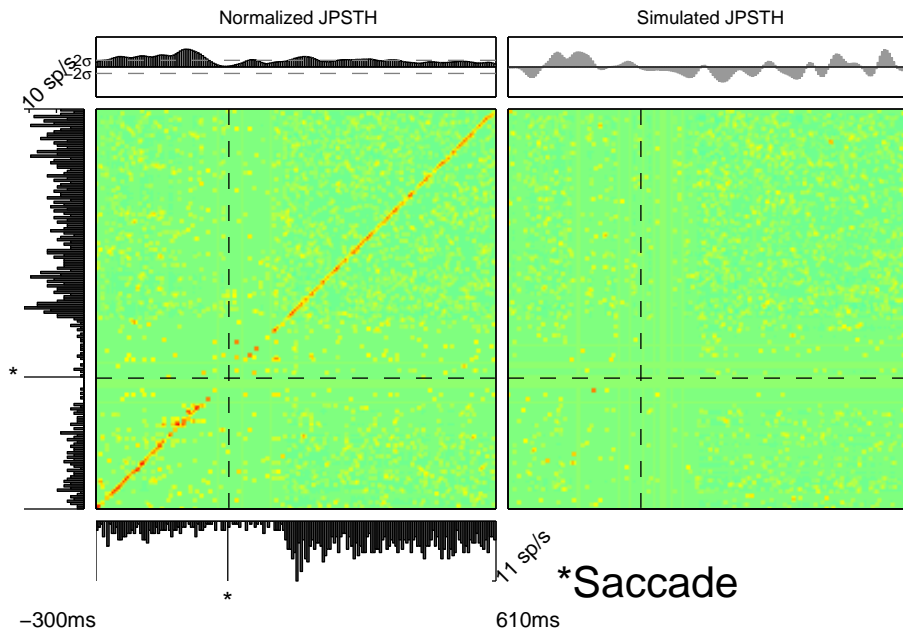 Normalized JPSTH
Simulated JPSTH
10 sp/s
2σ
−2σ
*
11 sp/s
*
*Saccade
−300ms
610ms